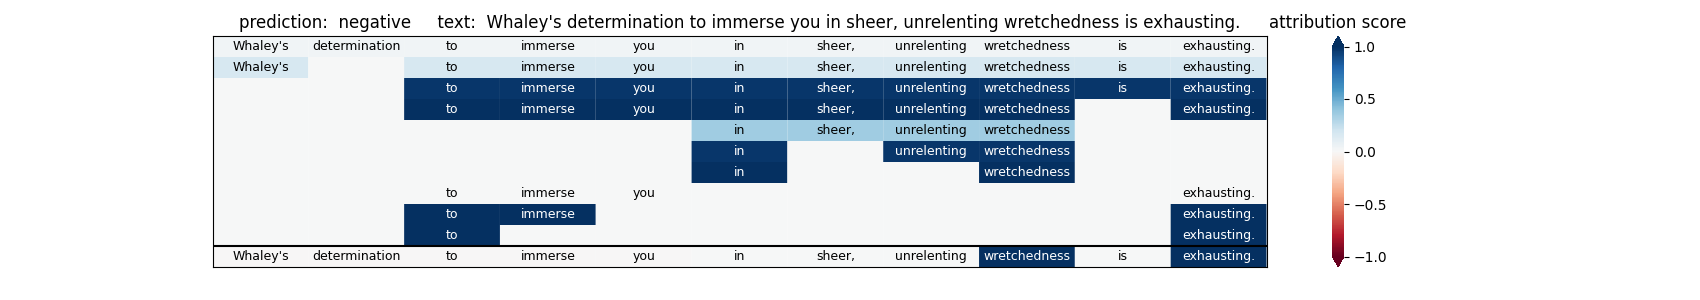 prediction:  negative     text:  Whaley's determination to immerse you in sheer, unrelenting wretchedness is exhausting.     attribution score
Whaley's determination to immerse you in sheer, unrelenting wretchedness is exhausting.
Whaley's to immerse you in sheer, unrelenting wretchedness is exhausting.
to immerse you in sheer, unrelenting wretchedness is exhausting.
to immerse you in sheer, unrelenting wretchedness exhausting.
in sheer, unrelenting wretchedness
in unrelenting wretchedness
in wretchedness
to immerse you exhausting.
to immerse exhausting.
to exhausting.
Whaley's determination to immerse you in sheer, unrelenting wretchedness is exhausting.
1.0
0.5
0.0
−0.5
−1.0